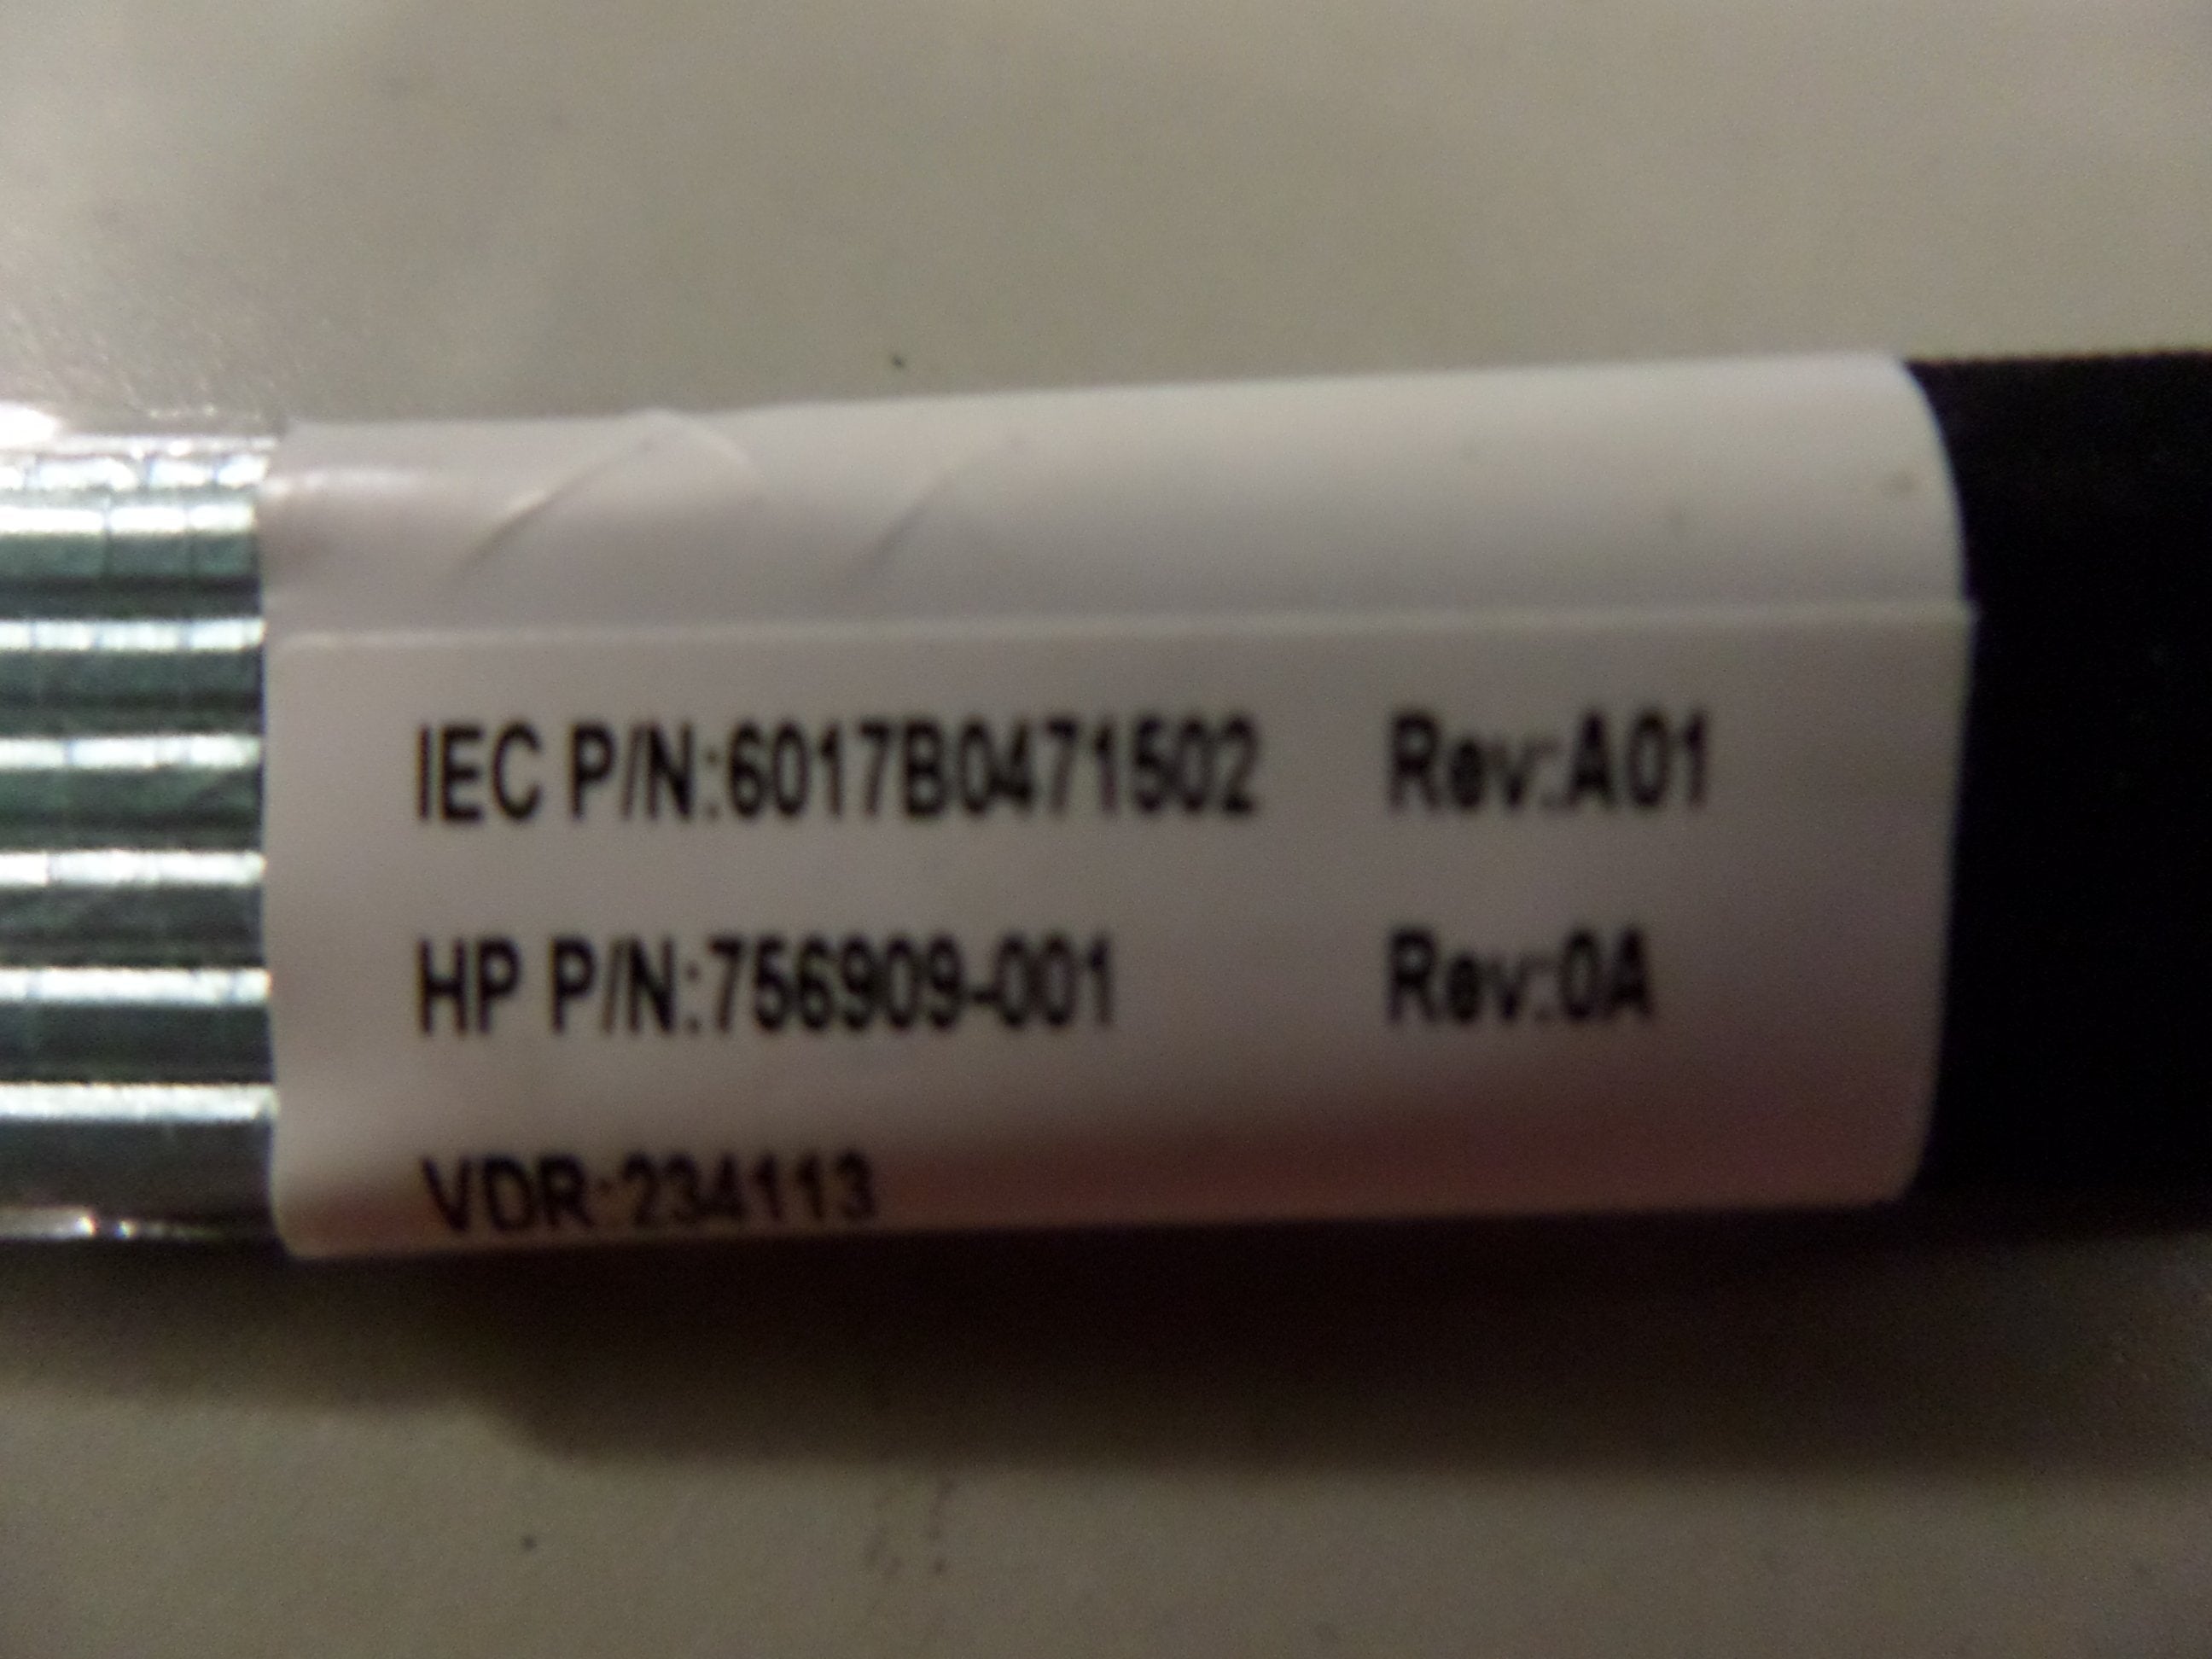 IEC P/N:6017B0471502 Rev:A01
HP P/N:756909-001 Rev:0A
VDR:234113